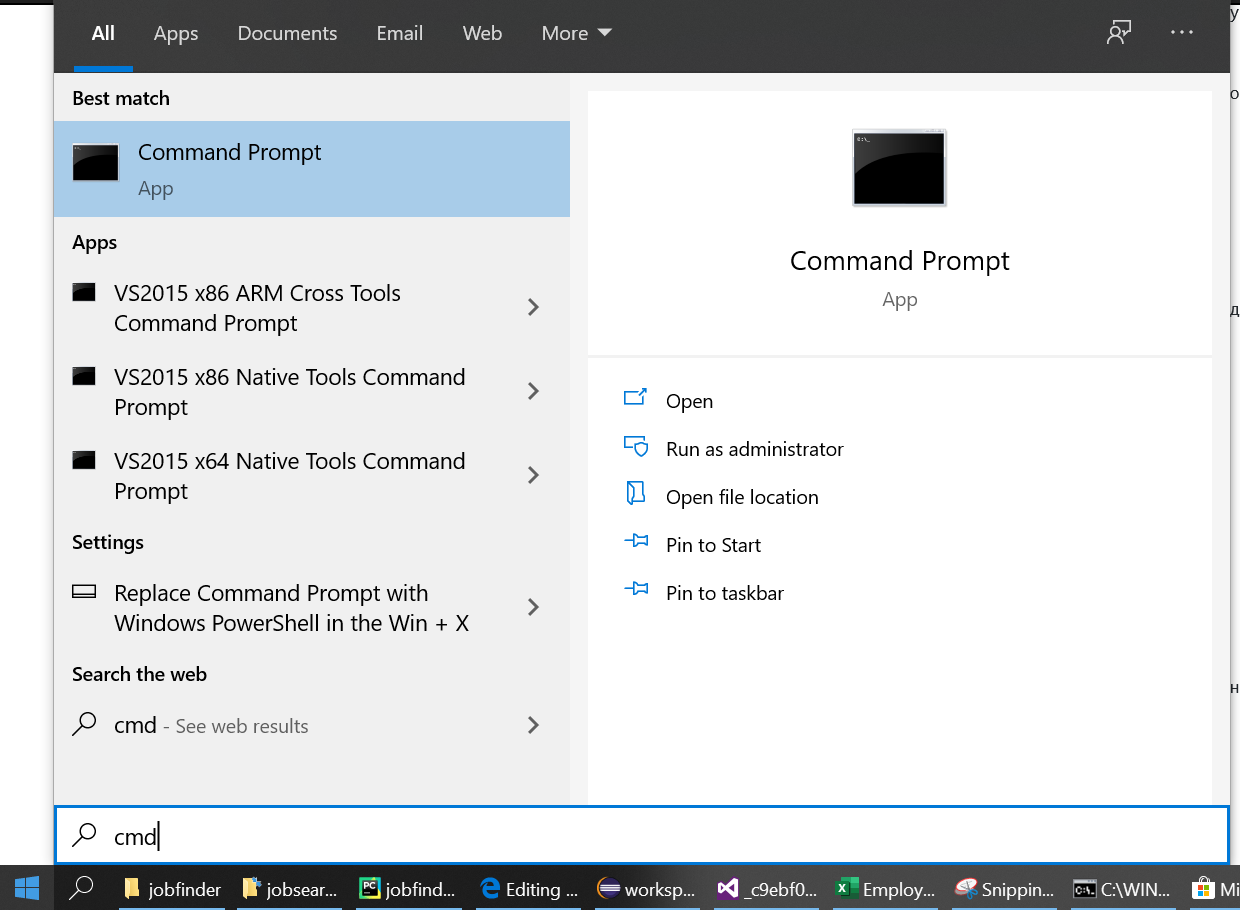 All Apps Documents Email Web More
Best match
Command Prompt
App
Apps
VS2015 x86 ARM Cross Tools
Command Prompt
VS2015 x86 Native Tools Command
Prompt
VS2015 x64 Native Tools Command
Prompt
Settings
Replace Command Prompt with
Windows PowerShell in the Win + X
Search the web
cmd - See web results
Command Prompt
App
Open
Run as administrator
Open file location
Pin to Start
Pin to taskbar
cmd
jobfinder jobsear... jobfind... Editing ... worksp... _c9ebf0... Employ... Snippin... C:\WIN... Mi